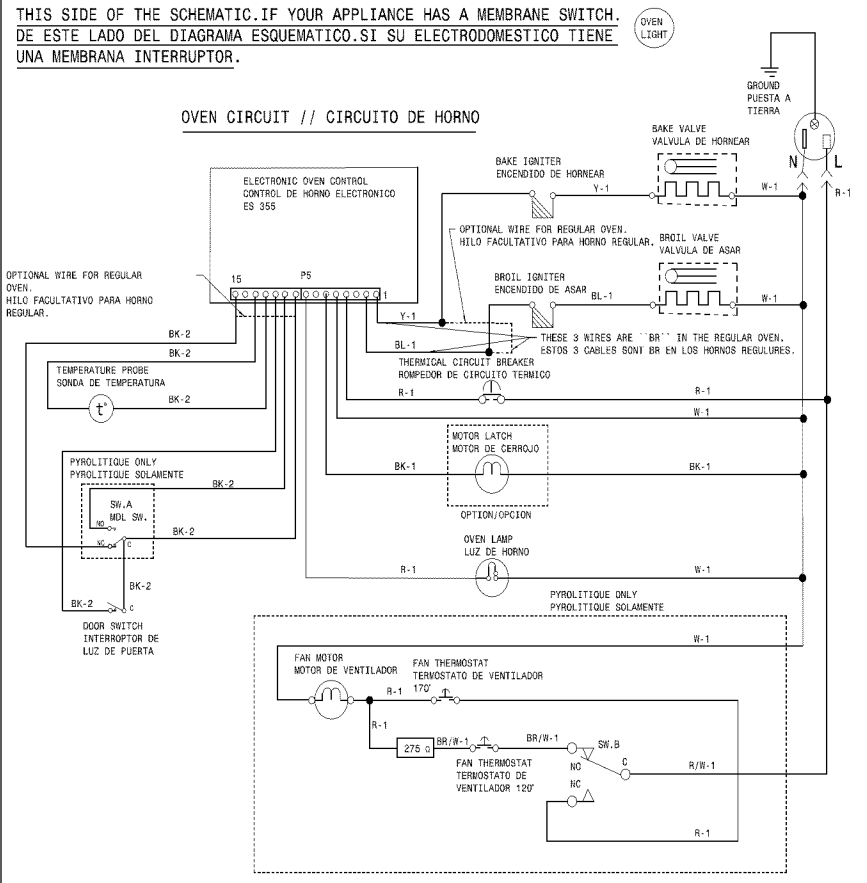 THIS SIDE OF THE SCHEMATIC.IF YOUR APPLIANCE HAS A MEMBRANE SWITCH.
DE ESTE LADO DEL DIAGRAMA ESQUEMATICO.SI SU ELECTRODOMESTICO TIENE
UNA MEMBRANA INTERRUPTOR.
OVEN
LIGHT
GROUND
PUESTA A
TIERRA
OVEN CIRCUIT // CIRCUITO DE HORNO
N
L
R-1
ELECTRONIC OVEN CONTROL
CONTROL DE HORNO ELECTRONICO
ES 355
15
P5
1
BAKE IGNITER
ENCENDIDO DE HORNEAR
Y-1
BAKE VALVE
VALVULA DE HORNEAR
W-1
OPTIONAL WIRE FOR REGULAR OVEN.
HILO FACULTATIVO PARA HORNO REGULAR.
BROIL VALVE
VALVULA DE ASAR
BROIL IGNITER
ENCENDIDO DE ASAR
BL-1
W-1
OPTIONAL WIRE FOR REGULAR
OVEN.
HILO FACULTATIVO PARA HORNO
REGULAR.
Y-1
BL-1
THESE 3 WIRES ARE ``BR'' IN THE REGULAR OVEN.
ESTOS 3 CABLES SONT BR EN LOS HORNOS REGULURES.
BK-2
BK-2
TEMPERATURE PROBE
SONDA DE TEMPERATURA
t°
BK-2
THERMICAL CIRCUIT BREAKER
ROMPEDOR DE CIRCUITO TERMICO
R-1
R-1
W-1
MOTOR LATCH
MOTOR DE CERROJO
BK-1
BK-1
OPTION/OPCION
PYROLITIQUE ONLY
PYROLITIQUE SOLAMENTE
BK-2
SW.A
MDL SW.
NO
NC
C
BK-2
BK-2
BK-2
C
DOOR SWITCH
INTERROPTOR DE
LUZ DE PUERTA
OVEN LAMP
LUZ DE HORNO
R-1
W-1
PYROLITIQUE ONLY
PYROLITIQUE SOLAMENTE
W-1
FAN MOTOR
MOTOR DE VENTILADOR
FAN THERMOSTAT
TERMOSTATO DE VENTILADOR
170°
R-1
R-1
275 Ω
BR/W-1
BR/W-1
SW.B
NO
C
R/W-1
FAN THERMOSTAT
TERMOSTATO DE
VENTILADOR 120°
NC
R-1